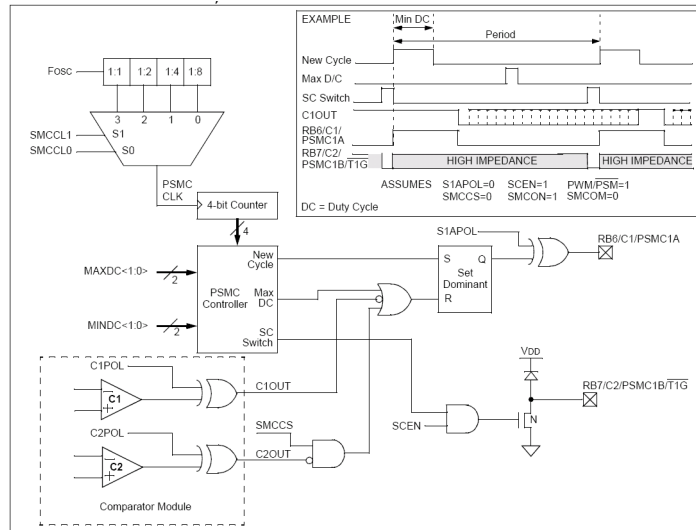 EXAMPLE
Min DC
Period
New Cycle
Max D/C
SC Switch
C1OUT
RB6/C1/
PSMC1A
RB7/C2/
PSMC1B/T1G
HIGH IMPEDANCE
HIGH IMPEDANCE
ASSUMES S1APOL=0 SCEN=1 PWM/PSM=1
SMCCS=0 SMCON=1 SMCOM=0
DC = Duty Cycle
FOSC
1:1 1:2 1:4 1:8
3 2 1 0
SMCCL1
S1
SMCCL0
S0
PSMC
CLK
4-bit Counter
4
S1APOL
RB6/C1/PSMC1A
MAXDC<1:0>
2
MINDC<1:0>
2
PSMC
Controller
New
Cycle
Max
DC
SC
Switch
S Q
Set
Dominant
R
VDD
RB7/C2/PSMC1B/T1G
N
SCEN
C1POL
C1
C1OUT
C2POL
SMCCS
C2
C2OUT
Comparator Module